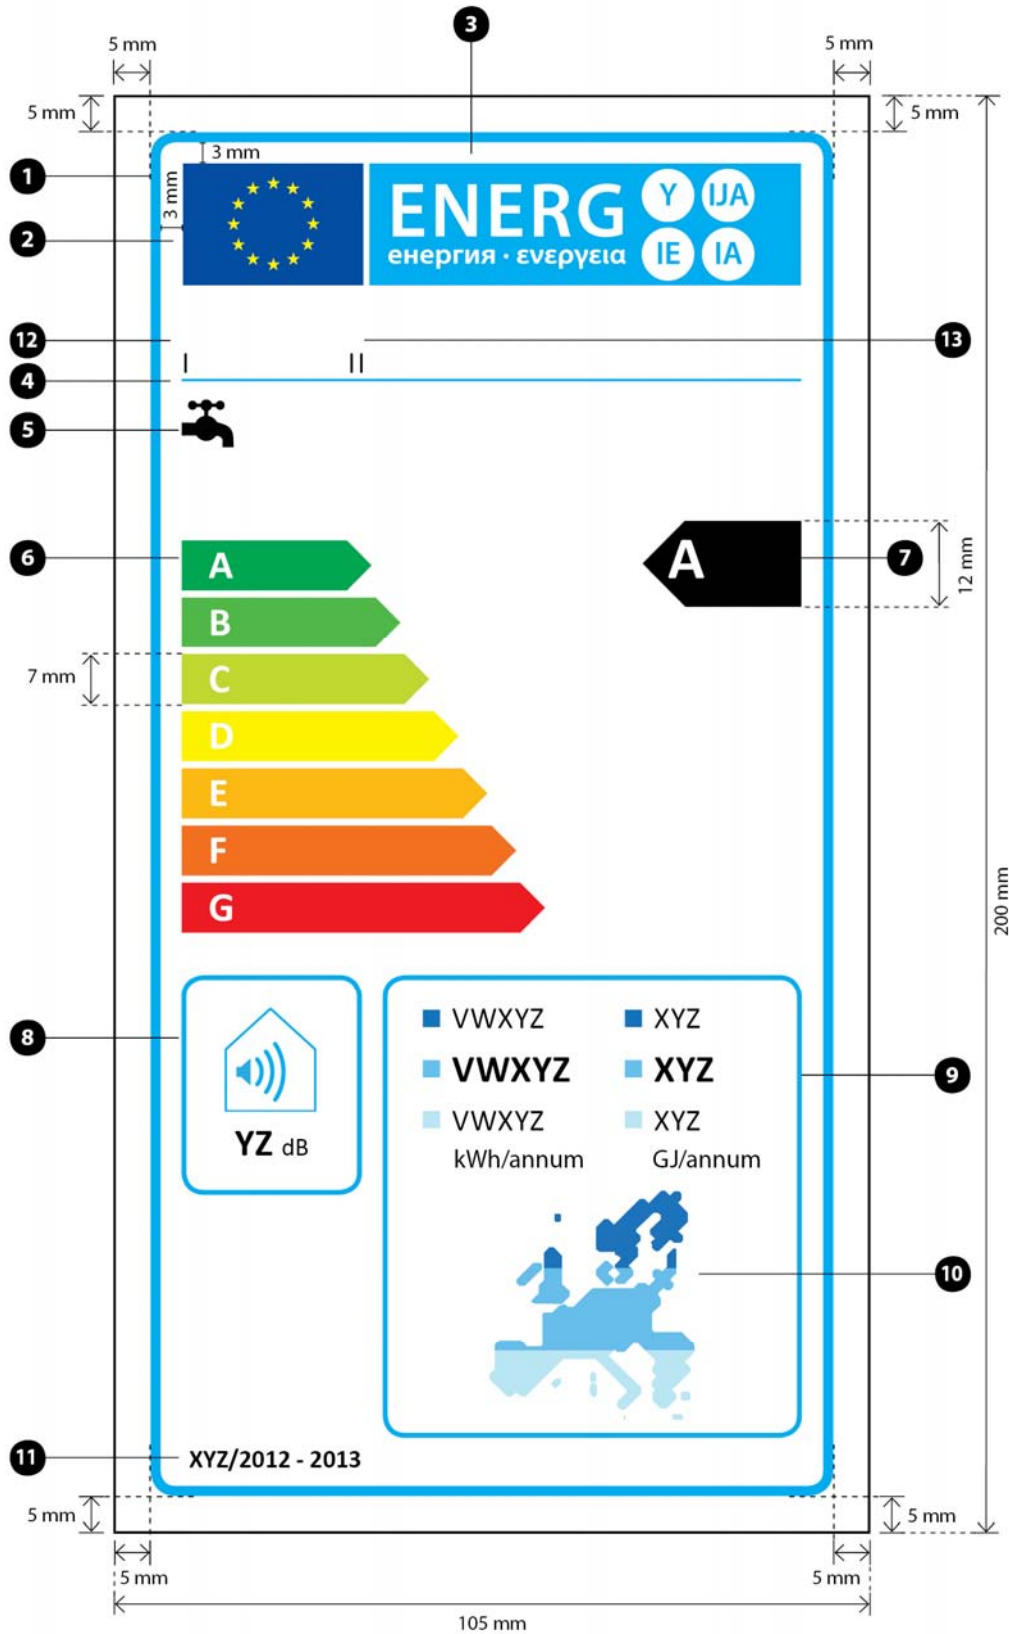 3
5 mm
5 mm
5 mm
5 mm
3 mm
1
3 mm
2
ENERG
Y IJA
IE IA
енергия · ενεργεια
12
13
I
II
4
5
6
A
A
7
12 mm
B
7 mm
C
D
E
F
G
200 mm
8
YZ dB
VWXYZ XYZ
VWXYZ XYZ
VWXYZ XYZ
kWh/annum GJ/annum
9
10
11
XYZ/2012 - 2013
5 mm
5 mm
5 mm
5 mm
105 mm